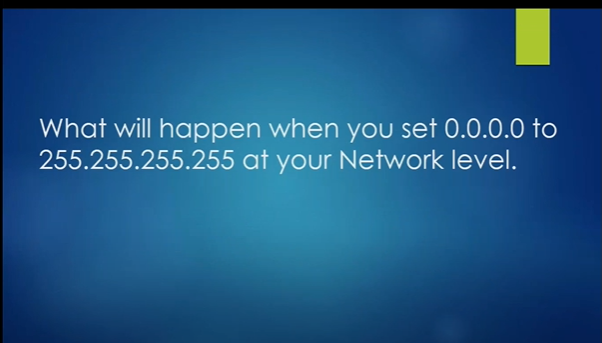 What will happen when you set 0.0.0.0 to
255.255.255.255 at your Network level.